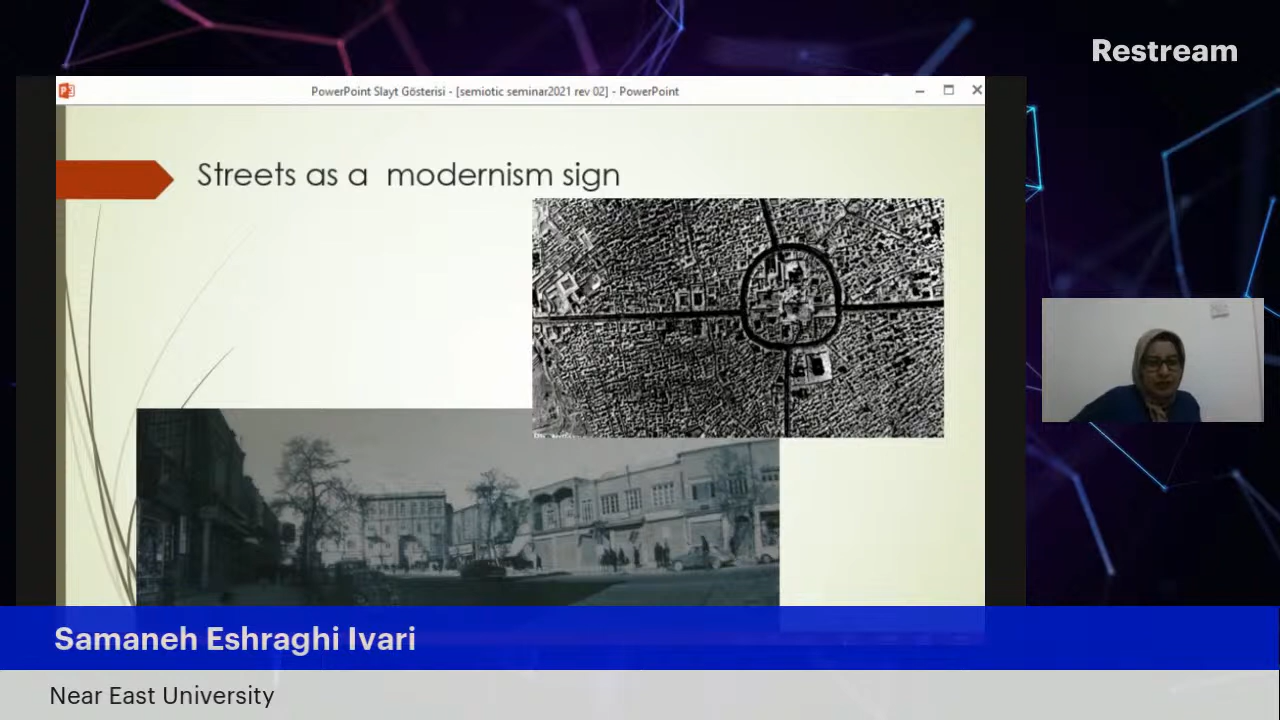 Restream
PowerPoint Slayt Gösterisi - [semiotic seminar2021 rev 02] - PowerPoint
Streets as a modernism sign
Samaneh Eshraghi Ivari
Near East University